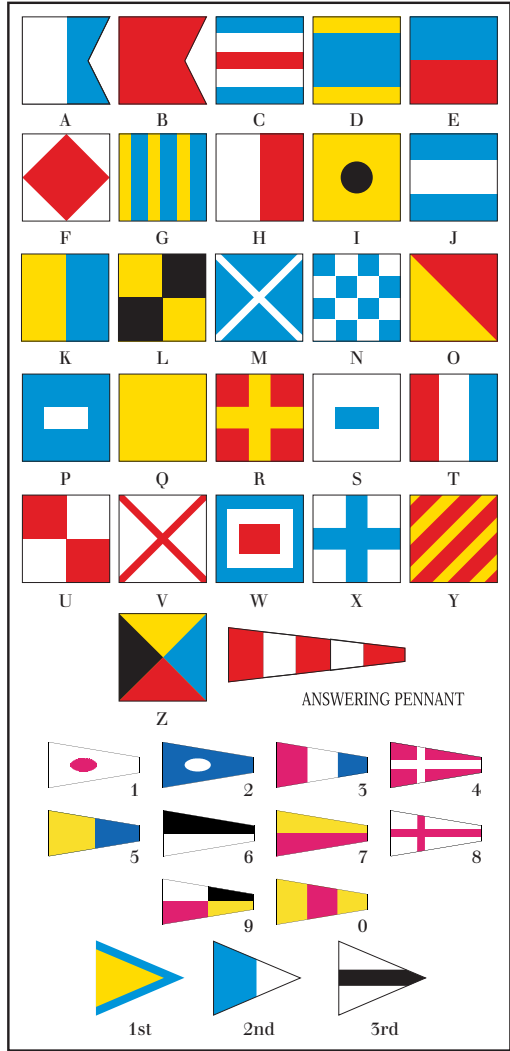 A B C D E
F G H I J
K L M N O
P Q R S T
U V W X Y
Z
ANSWERING PENNANT
1 2 3 4
5 6 7 8
9 0
1st 2nd 3rd